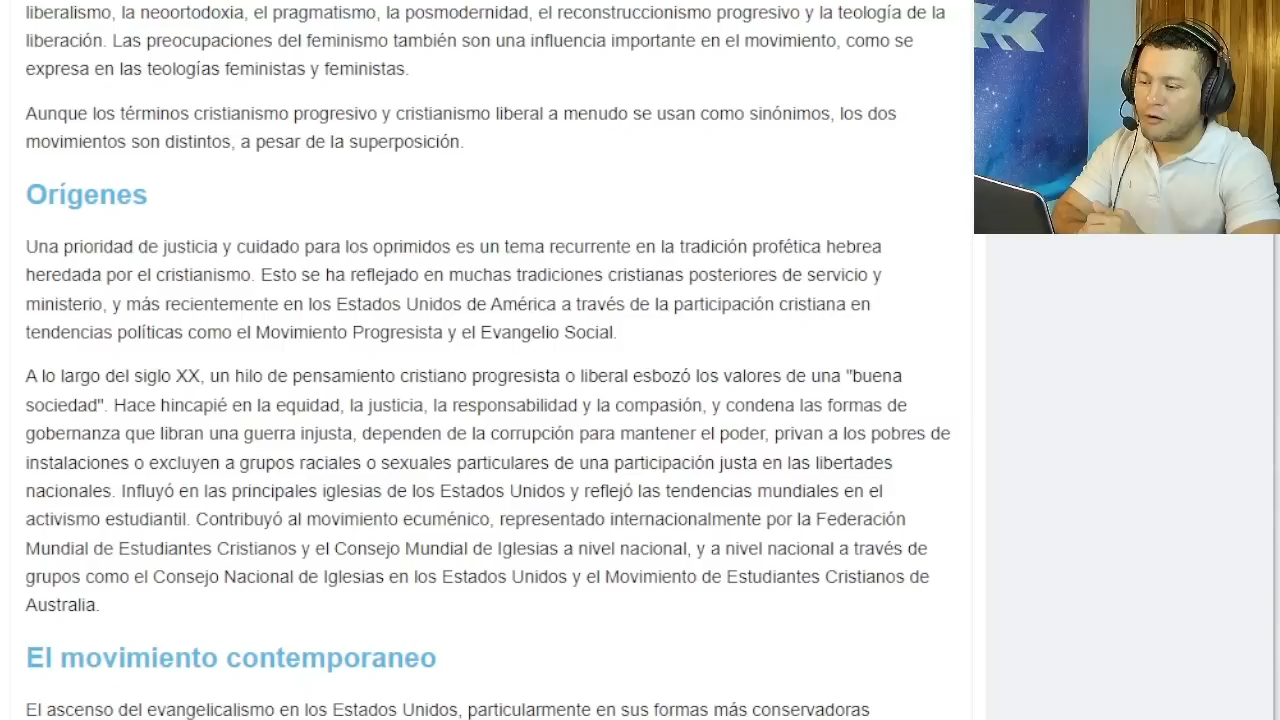 liberalismo, la neoortodoxia, el pragmatismo, la posmodernidad, el reconstruccionismo progresivo y la teología de la
liberación. Las preocupaciones del feminismo también son una influencia importante en el movimiento, como se
expresa en las teologías feministas y feministas.
Aunque los términos cristianismo progresivo y cristianismo liberal a menudo se usan como sinónimos, los dos
movimientos son distintos, a pesar de la superposición.
Orígenes
Una prioridad de justicia y cuidado para los oprimidos es un tema recurrente en la tradición profética hebrea
heredada por el cristianismo. Esto se ha reflejado en muchas tradiciones cristianas posteriores de servicio y
ministerio, y más recientemente en los Estados Unidos de América a través de la participación cristiana en
tendencias políticas como el Movimiento Progresista y el Evangelio Social.
A lo largo del siglo XX, un hilo de pensamiento cristiano progresista o liberal esbozó los valores de una "buena
sociedad". Hace hincapié en la equidad, la justicia, la responsabilidad y la compasión, y condena las formas de
gobernanza que libran una guerra injusta, dependen de la corrupción para mantener el poder, privan a los pobres de
instalaciones o excluyen a grupos raciales o sexuales particulares de una participación justa en las libertades
nacionales. Influyó en las principales iglesias de los Estados Unidos y reflejó las tendencias mundiales en el
activismo estudiantil. Contribuyó al movimiento ecuménico, representado internacionalmente por la Federación
Mundial de Estudiantes Cristianos y el Consejo Mundial de Iglesias a nivel nacional, y a nivel nacional a través de
grupos como el Consejo Nacional de Iglesias en los Estados Unidos y el Movimiento de Estudiantes Cristianos de
Australia.
El movimiento contemporaneo
El ascenso del evangelicalismo en los Estados Unidos, particularmente en sus formas más conservadoras